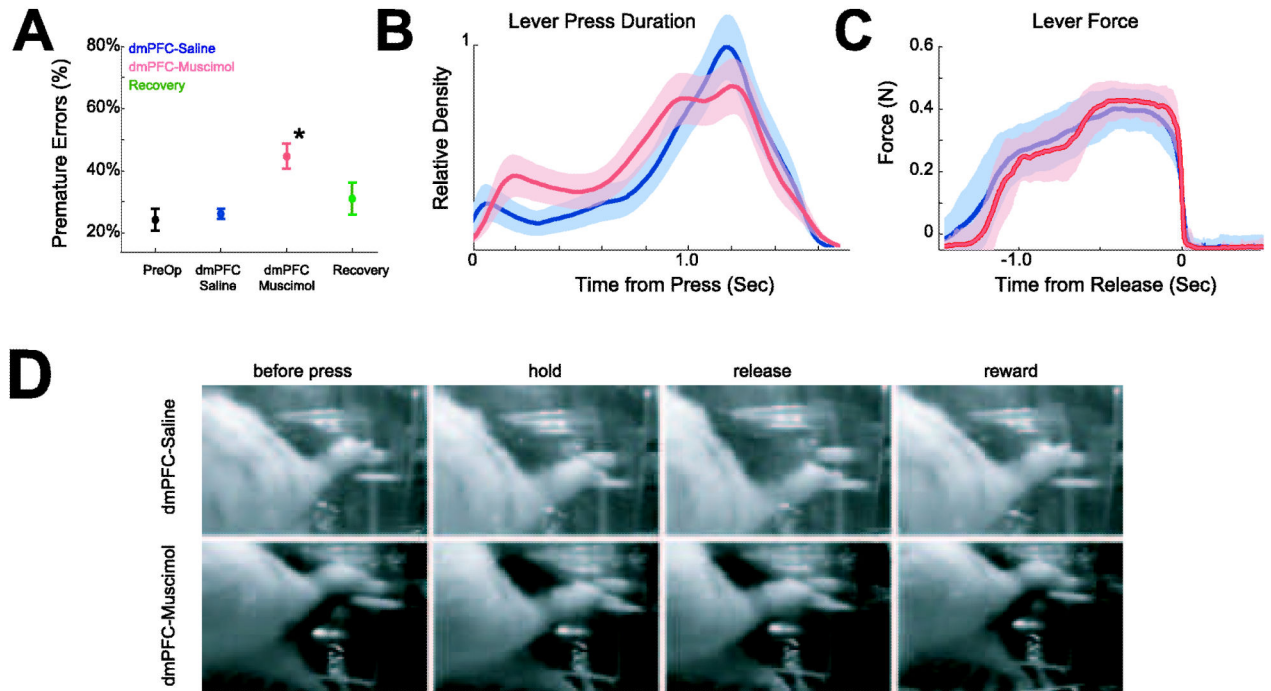 A
80%
60%
40%
20%
Premature Errors (%)
dmPFC-Saline
dmPFC-Muscimol
Recovery
*
PreOp
dmPFC
Saline
dmPFC
Muscimol
Recovery
B
Lever Press Duration
1
Relative Density
0
1.0
Time from Press (Sec)
C
Lever Force
0.6
0.4
0.2
0
Force (N)
-1.0
0
Time from Release (Sec)
D
before press
hold
release
reward
dmPFC-Saline
dmPFC-Muscimol